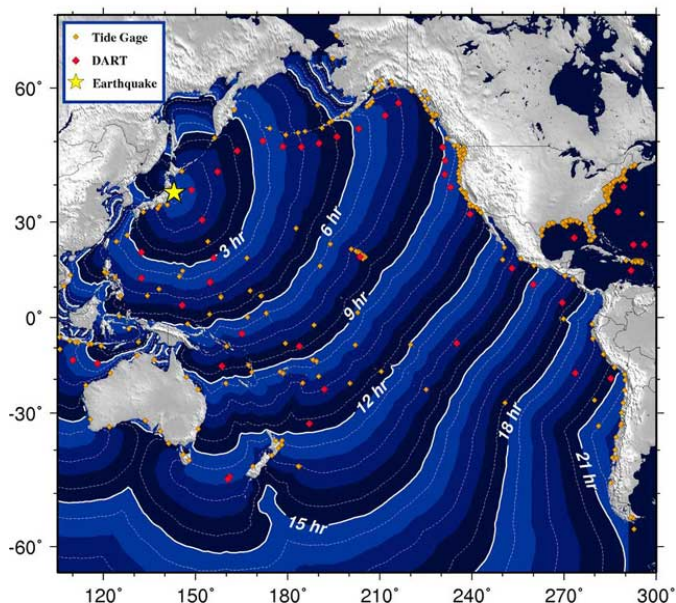 Tide Gage
DART
Earthquake
60°
30°
0°
-30°
-60°
3 hr
6 hr
9 hr
12 hr
15 hr
18 hr
21 hr
120° 150° 180° 210° 240° 270° 300°